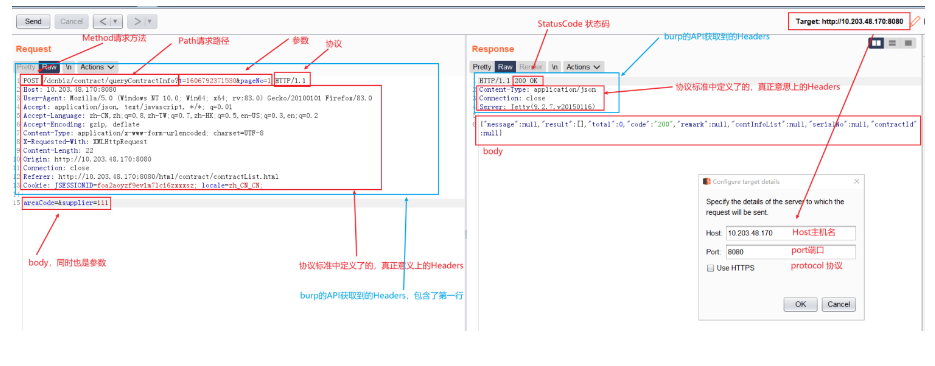 Send Cancel < | ▼ > | ▼
StatusCode 状态码
Target: http://10.203.48.170:8080
Method请求方法
Path请求路径
参数
协议
burp的API获取到的Headers
Request
Response
Pretty Raw \n Actions
Pretty Raw Render \n Actions
1 POST /dcnbiz/contract/queryContractInfo?t=1606792371530&pageNo=1 HTTP/1.1
2 Host: 10.203.48.170:8080
3 User-Agent: Mozilla/5.0 (Windows NT 10.0; Win64; x64; rv:83.0) Gecko/20100101 Firefox/83.0
4 Accept: application/json, text/javascript, */*; q=0.01
5 Accept-Language: zh-CN,zh;q=0.8,zh-TW;q=0.7,zh-HK;q=0.5,en-US;q=0.3,en;q=0.2
6 Accept-Encoding: gzip, deflate
7 Content-Type: application/x-www-form-urlencoded; charset=UTF-8
8 X-Requested-With: XMLHttpRequest
9 Content-Length: 22
10 Origin: http://10.203.48.170:8080
11 Connection: close
12 Referer: http://10.203.48.170:8080/html/contract/contractList.html
13 Cookie: locale=zh_CN_CN;
15 areaCode=&supplier=111
body，同时也是参数
协议标准中定义了的，真正意义上的Headers
burp的API获取到的Headers，包含了第一行
HTTP/1.1 200 OK
Content-Type: application/json
Connection: close
Server: Jetty(9.2.7.v20150116)
协议标准中定义了的，真正意思上的Headers
{"message":null,"result":[],"total":0,"code":"200","remark":null,"contInfoList":null,"serialNo":null,"contractId"
:null}
body
Configure target details
Specify the details of the server to which the
request will be sent.
Host: 10.203.48.170 Host主机名
Port: 8080 port端口
Use HTTPS protocol 协议
OK Cancel